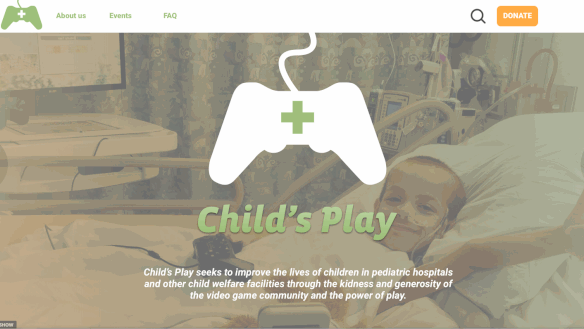 About us Events FAQ DONATE
Child's Play
Child's Play seeks to improve the lives of children in pediatric hospitals
and other child welfare facilities through the kidness and generosity of
the video game community and the power of play.
SHOW